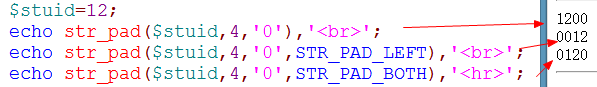 $stuid=12;
echo str_pad($stuid,4,'0'),'<br>';
echo str_pad($stuid,4,'0',STR_PAD_LEFT),'<br>';
echo str_pad($stuid,4,'0',STR_PAD_BOTH),'<hr>';
1200
0012
0120